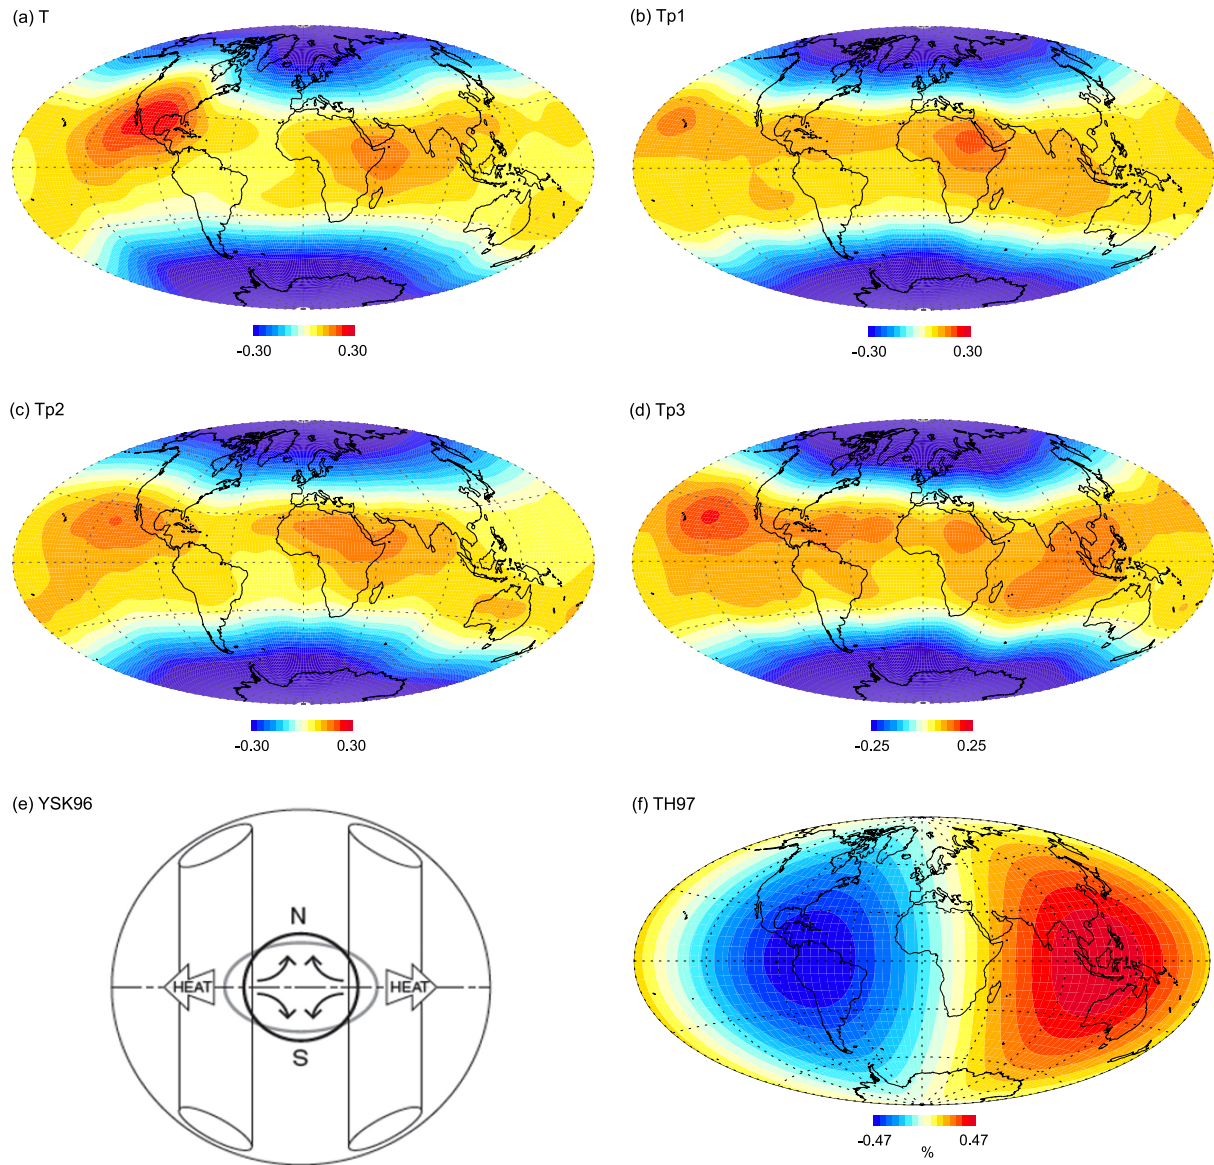 (a) T
(b) Tp1
-0.30 0.30
-0.30 0.30
(c) Tp2
(d) Tp3
-0.30 0.30
-0.25 0.25
(e) YSK96
(f) TH97
N
HEAT HEAT
S
-0.47 0.47
%